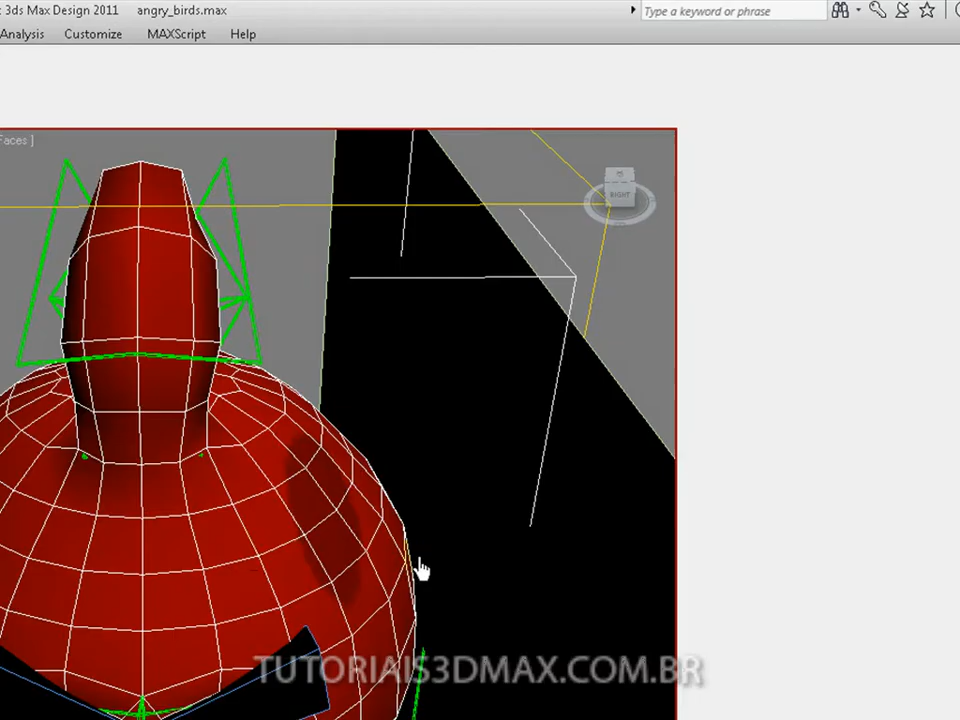 3ds Max Design 2011 angry_birds.max
Type a keyword or phrase
Analysis Customize MAXScript Help
Faces ]
RIGHT
TUTORIAIS3DMAX.COM.BR